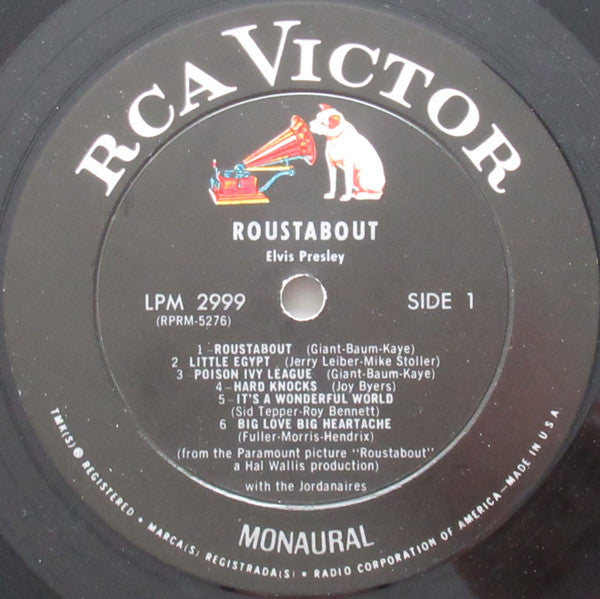 RCA VICTOR
ROUSTABOUT
Elvis Presley
LPM 2999
SIDE 1
(RPRM-5276)
1-ROUSTABOUT (Giant-Baum-Kaye)
2 LITTLE EGYPT (Jerry Leiber-Mike Stoller)
3-POISON IVY LEAGUE (Giant-Baum-Kaye)
4-HARD KNOCKS (Joy Byers)
5-IT'S A WONDERFUL WORLD
(Sid Tepper-Roy Bennett)
6 BIG LOVE BIG HEARTACHE
(Fuller-Morris-Hendrix)
(from the Paramount picture "Roustabout"
a Hal Wallis production)
with the Jordanaires
MONAURAL
TMK(S) ® REGISTERED • MARCA(S) REGISTRADA(S) • RADIO CORPORATION OF AMERICA—MADE IN U.S.A.